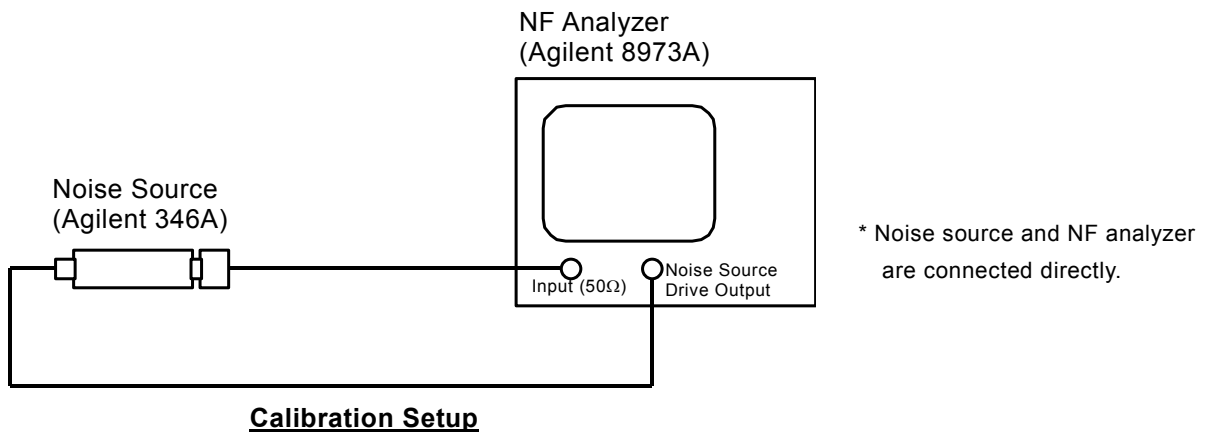 NF Analyzer
(Agilent 8973A)
Noise Source
(Agilent 346A)
Input (50Ω)
Noise Source
Drive Output
* Noise source and NF analyzer
are connected directly.
Calibration Setup